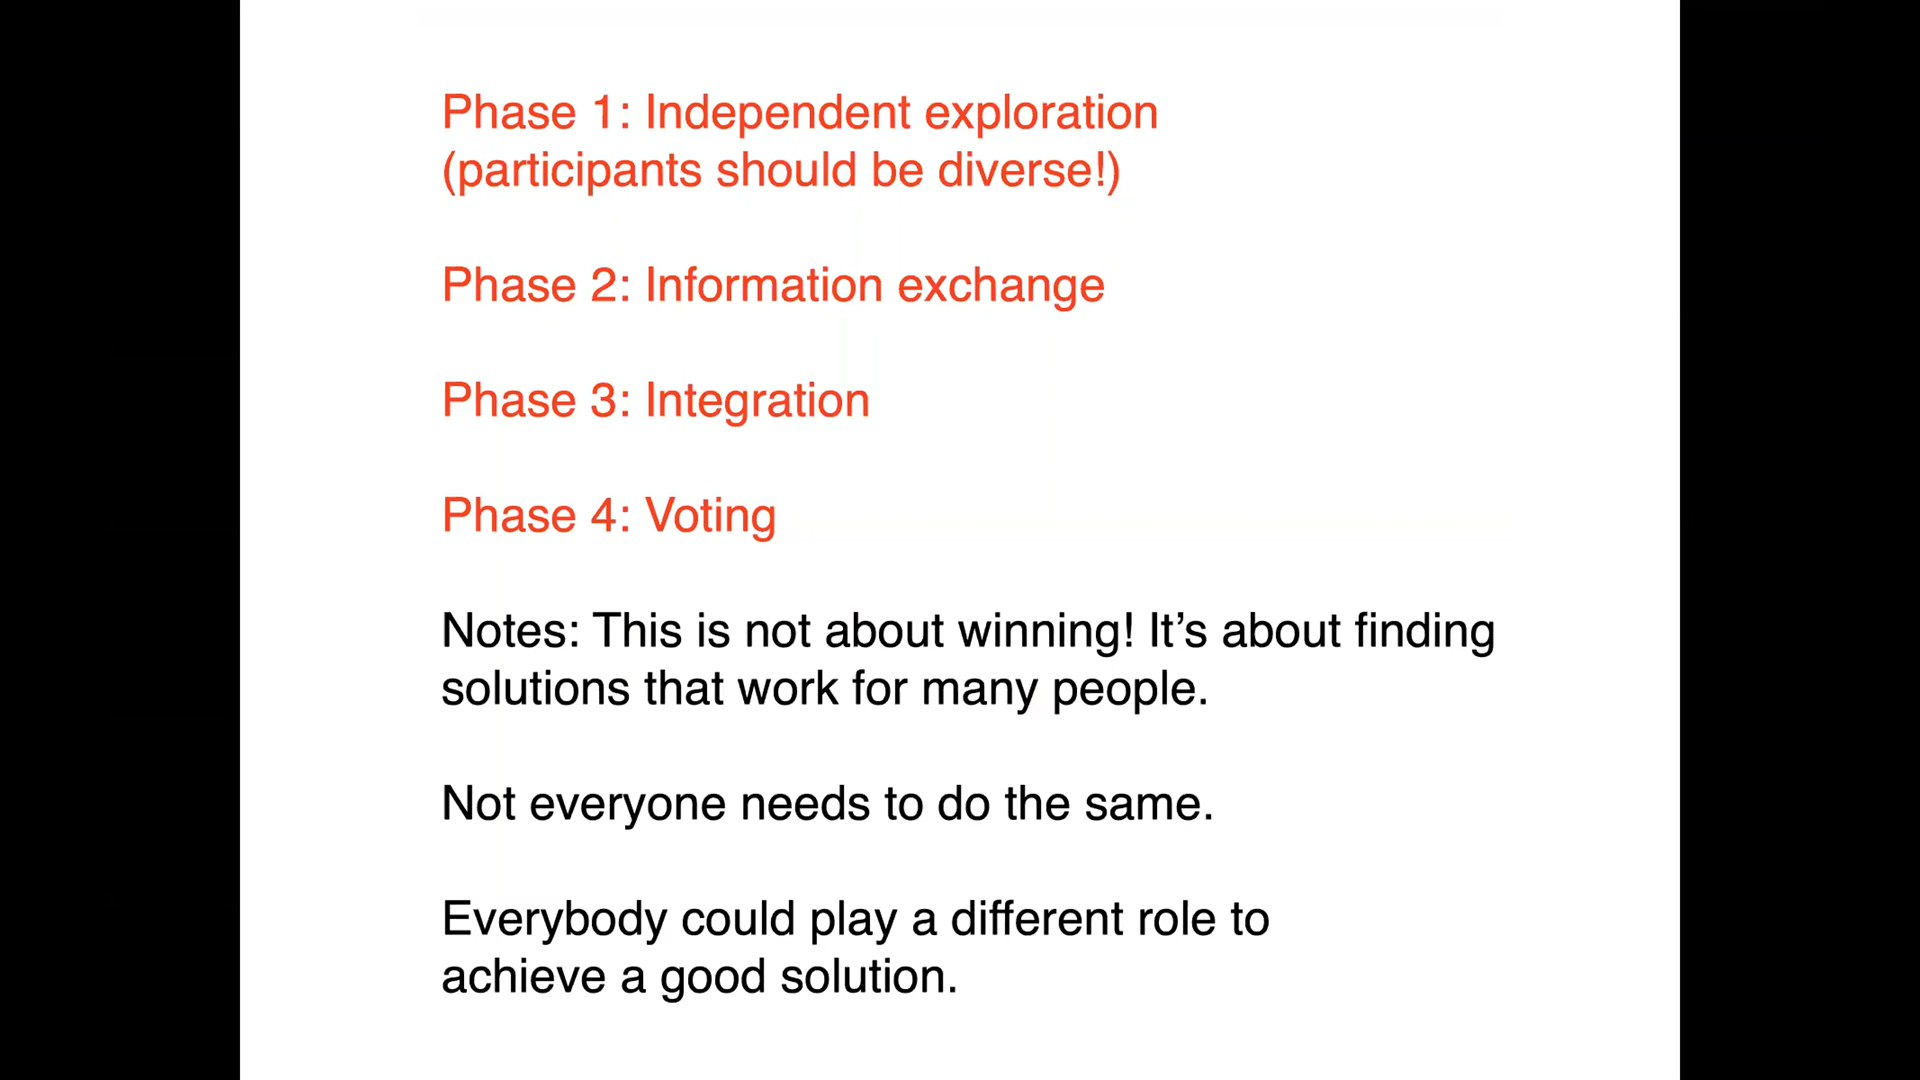 Phase 1: Independent exploration
(participants should be diverse!)
Phase 2: Information exchange
Phase 3: Integration
Phase 4: Voting
Notes: This is not about winning! It’s about finding
solutions that work for many people.
Not everyone needs to do the same.
Everybody could play a different role to
achieve a good solution.